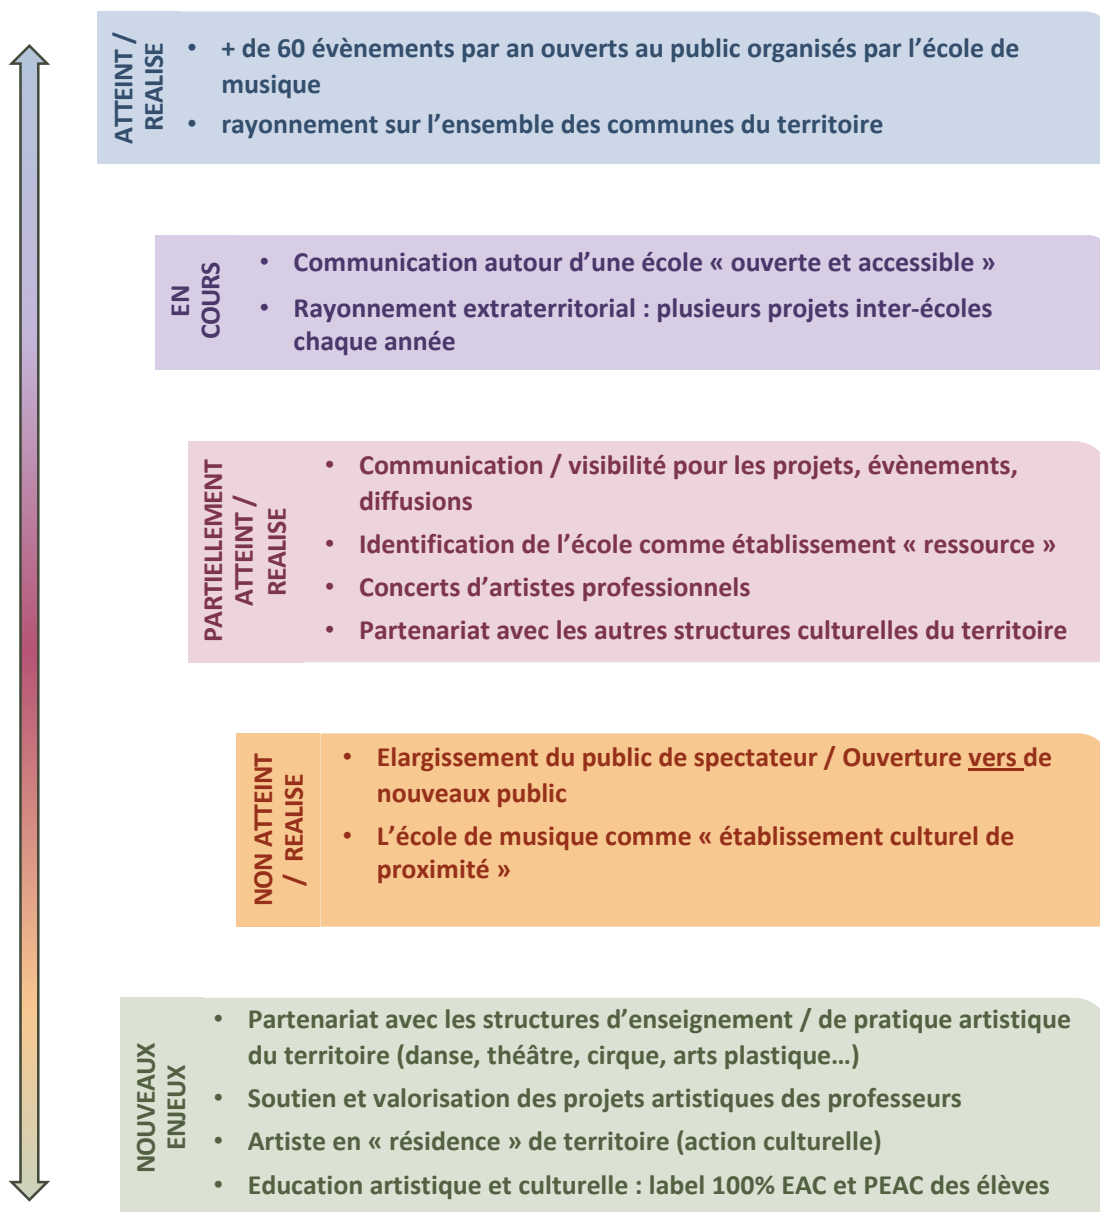 ATTEINT /
REALISE
• + de 60 évènements par an ouverts au public organisés par l’école de
musique
• rayonnement sur l’ensemble des communes du territoire
EN
COURS
• Communication autour d’une école « ouverte et accessible »
• Rayonnement extraterritorial : plusieurs projets inter-écoles
chaque année
PARTIELLEMENT
ATTEINT /
REALISE
• Communication / visibilité pour les projets, évènements,
diffusions
• Identification de l’école comme établissement « ressource »
• Concerts d’artistes professionnels
• Partenariat avec les autres structures culturelles du territoire
NON ATTEINT
/ REALISE
• Elargissement du public de spectateur / Ouverture vers de
nouveaux public
• L’école de musique comme « établissement culturel de
proximité »
NOUVEAUX
ENJEUX
• Partenariat avec les structures d’enseignement / de pratique artistique
du territoire (danse, théâtre, cirque, arts plastique…)
• Soutien et valorisation des projets artistiques des professeurs
• Artiste en « résidence » de territoire (action culturelle)
• Education artistique et culturelle : label 100% EAC et PEAC des élèves